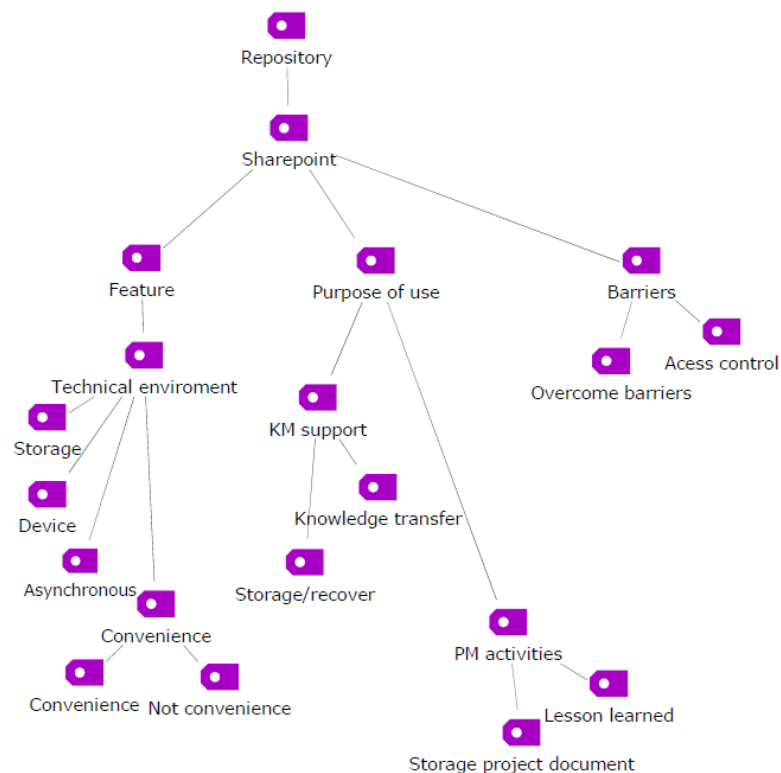 Repository
Sharepoint
Feature
Purpose of use
Barriers
Acess control
Technical enviroment
Overcome barriers
KM support
Storage
Device
Knowledge transfer
Asynchronous
Storage/recover
Convenience
PM activities
Convenience
Not convenience
Lesson learned
Storage project document